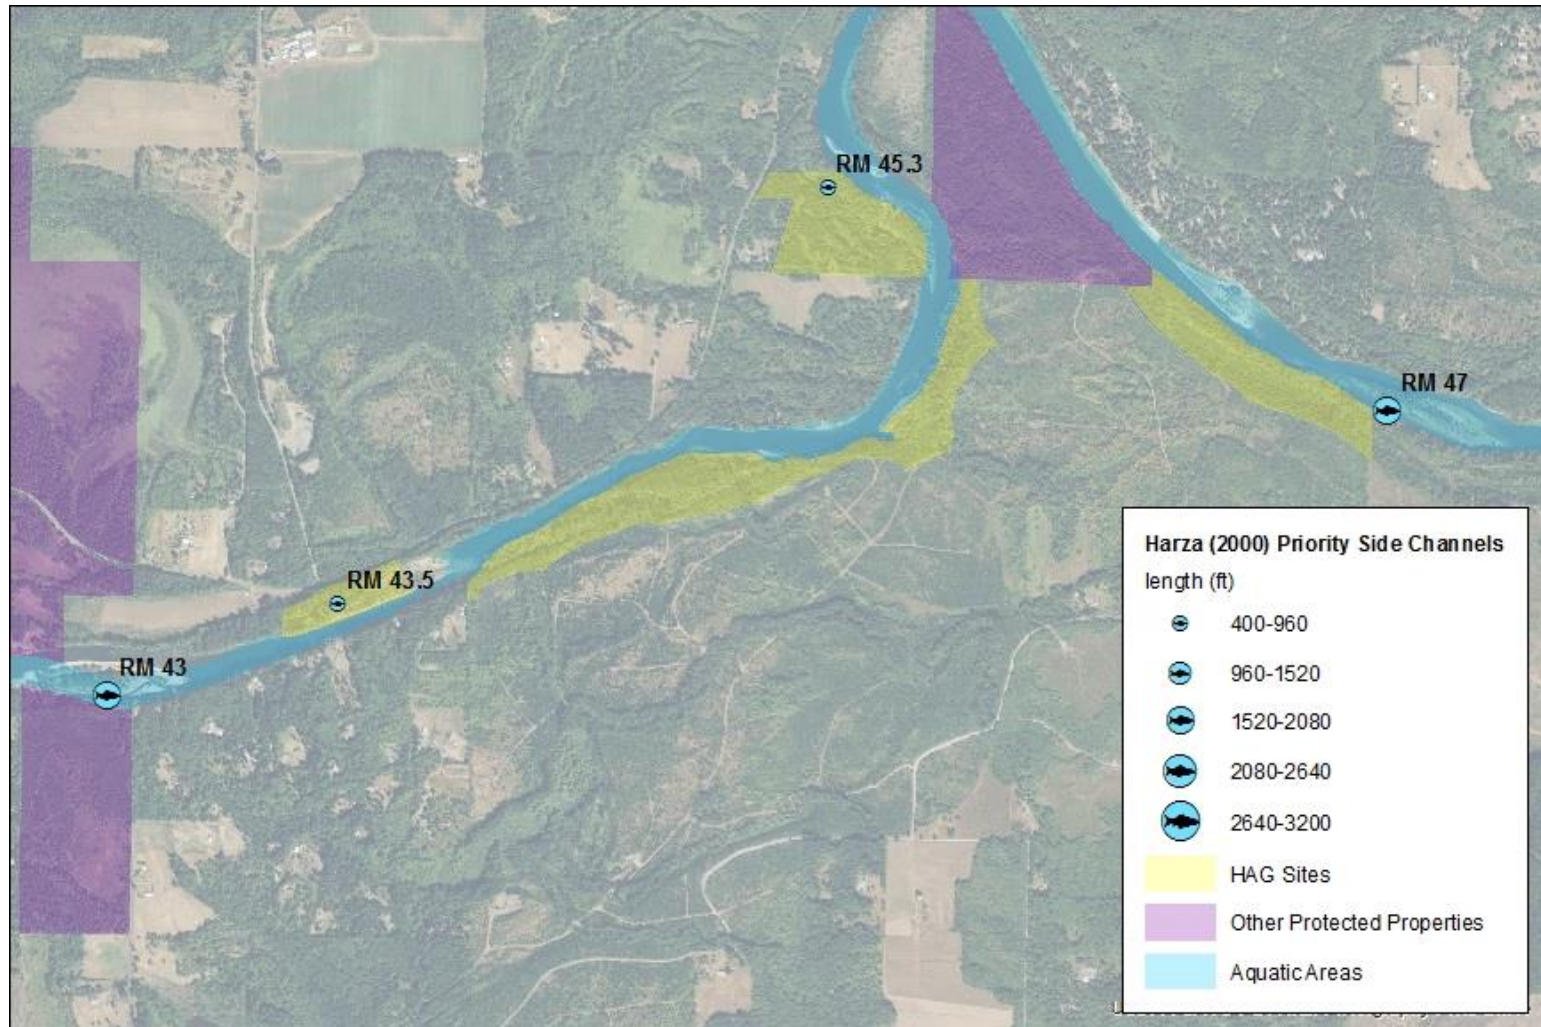 RM 45.3
RM 47
RM 43.5
RM 43
Harza (2000) Priority Side Channels
length (ft)
400-960
960-1520
1520-2080
2080-2640
2640-3200
HAG Sites
Other Protected Properties
Aquatic Areas